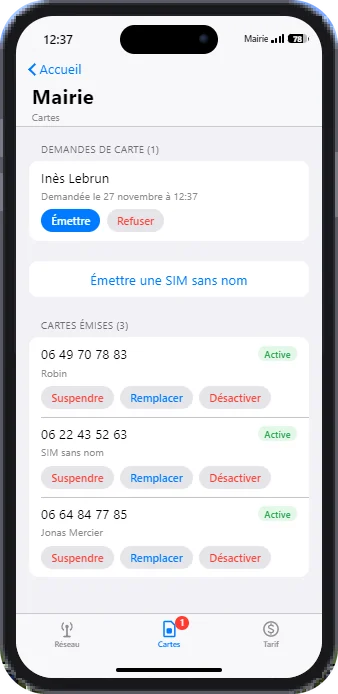 12:37
Mairie 78
Accueil
Mairie
Cartes
DEMANDES DE CARTE (1)
Inès Lebrun
Demandée le 27 novembre à 12:37
Émettre Refuser
Émettre une SIM sans nom
CARTES ÉMISES (3)
06 49 70 78 83 Active
Robin
Suspendre Remplacer Désactiver
06 22 43 52 63 Active
SIM sans nom
Suspendre Remplacer Désactiver
06 64 84 77 85 Active
Jonas Mercier
Suspendre Remplacer Désactiver
1
Réseau Cartes Tarif